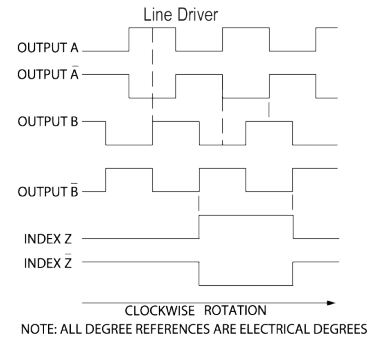 Line Driver
OUTPUT A
OUTPUT A̅
OUTPUT B
OUTPUT B̅
INDEX Z
INDEX Z̅
CLOCKWISE ROTATION
NOTE: ALL DEGREE REFERENCES ARE ELECTRICAL DEGREES